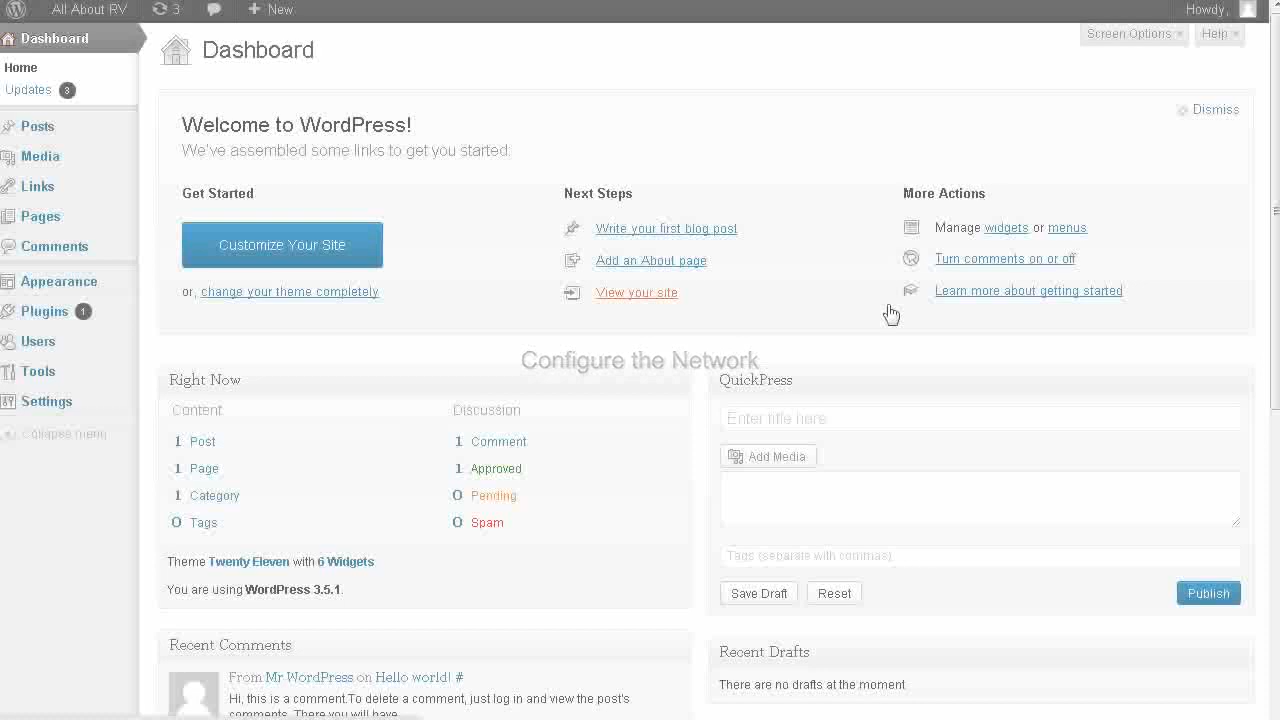 All About RV 3 New Howdy,
Dashboard
Home
Updates 3
Posts
Media
Links
Pages
Comments
Appearance
Plugins 1
Users
Tools
Settings
Collapse menu
Screen Options Help
Dashboard
Dismiss
Welcome to WordPress!
We've assembled some links to get you started:
Get Started
Customize Your Site
or, change your theme completely
Next Steps
Write your first blog post
Add an About page
View your site
More Actions
Manage widgets or menus
Turn comments on or off
Learn more about getting started
Configure the Network
Right Now
Content
1 Post
1 Page
1 Category
0 Tags
Discussion
1 Comment
1 Approved
0 Pending
0 Spam
Theme Twenty Eleven with 6 Widgets
You are using WordPress 3.5.1.
Recent Comments
From Mr WordPress on Hello world! #
Hi, this is a comment.To delete a comment, just log in and view the post's
comments. There you will have
QuickPress
Enter title here
Add Media
Tags (separate with commas)
Save Draft Reset Publish
Recent Drafts
There are no drafts at the moment